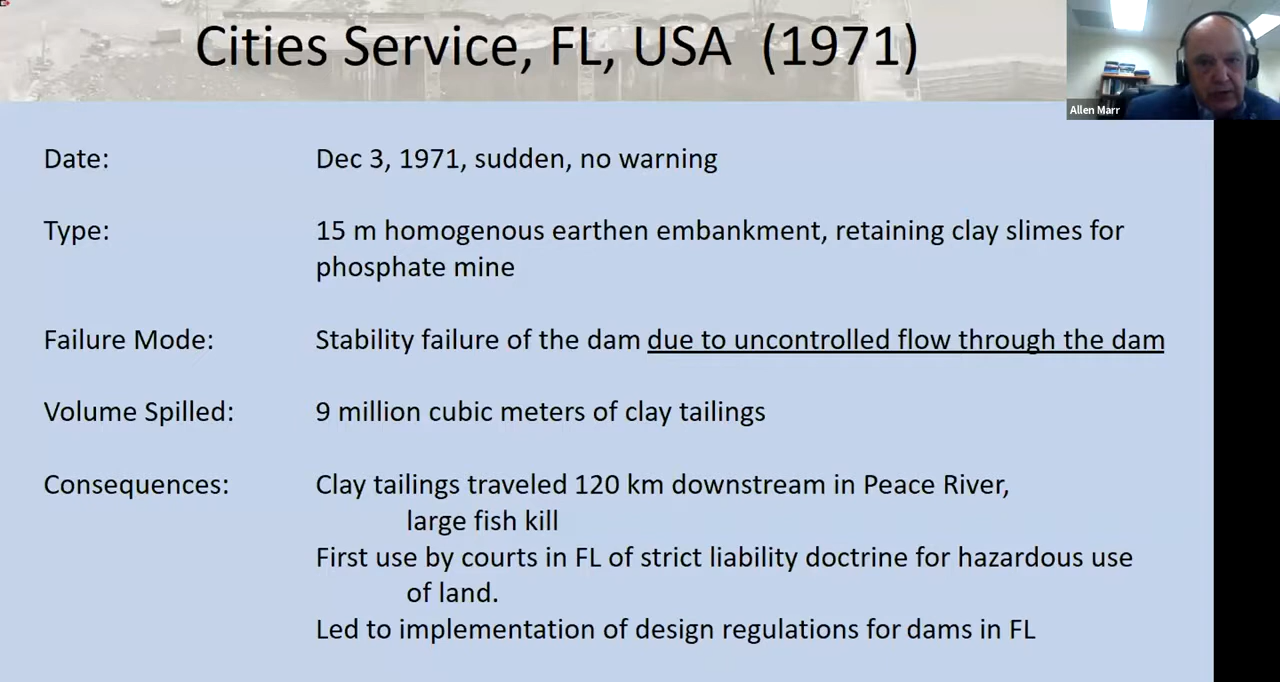 Cities Service, FL, USA (1971)
Allen Marr
Date: Dec 3, 1971, sudden, no warning
Type: 15 m homogenous earthen embankment, retaining clay slimes for
phosphate mine
Failure Mode: Stability failure of the dam due to uncontrolled flow through the dam
Volume Spilled: 9 million cubic meters of clay tailings
Consequences: Clay tailings traveled 120 km downstream in Peace River,
large fish kill
First use by courts in FL of strict liability doctrine for hazardous use
of land.
Led to implementation of design regulations for dams in FL